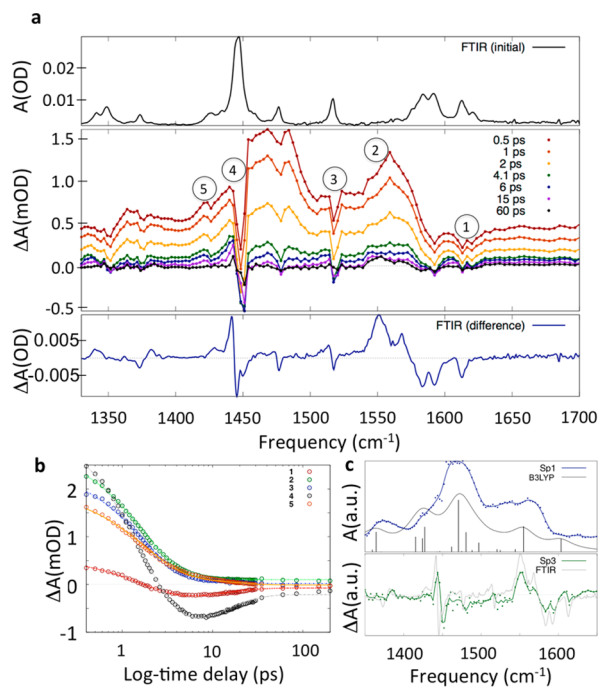 a
FTIR (initial)
A(OD)
0.02
0.01
ΔA(mOD)
1.5
1.0
0.5
0.0
-0.5
5
4
3
2
1
0.5 ps
1 ps
2 ps
4.1 ps
6 ps
15 ps
60 ps
ΔA(OD)
0.005
-0.005
FTIR (difference)
1350 1400 1450 1500 1550 1600 1650 1700
Frequency (cm-1)
b
ΔA(mOD)
2
1
0
-1
1
2
3
4
5
1 10 100
Log-time delay (ps)
c
A(a.u.)
Sp1
B3LYP
ΔA(a.u.)
Sp3
FTIR
1400 1500 1600
Frequency (cm-1)